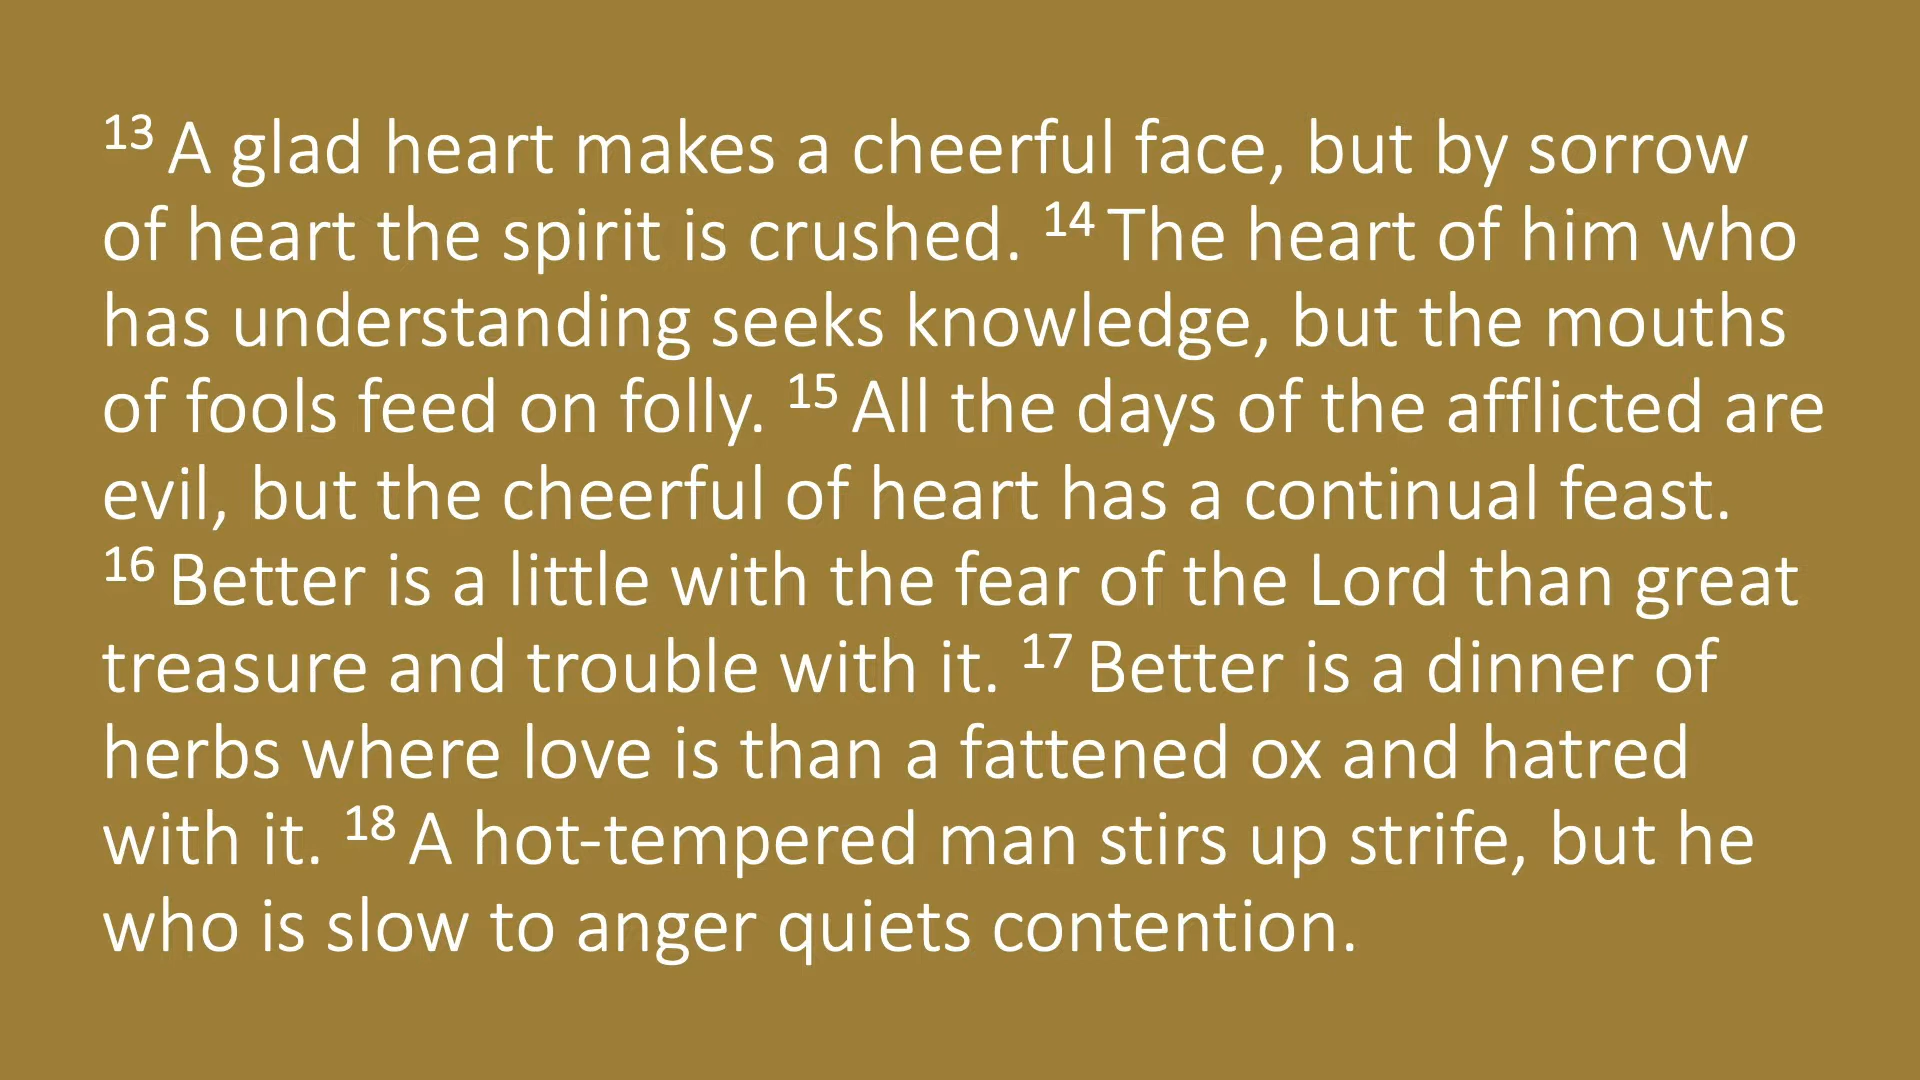 13 A glad heart makes a cheerful face, but by sorrow
of heart the spirit is crushed. 14 The heart of him who
has understanding seeks knowledge, but the mouths
of fools feed on folly. 15 All the days of the afflicted are
evil, but the cheerful of heart has a continual feast.
16 Better is a little with the fear of the Lord than great
treasure and trouble with it. 17 Better is a dinner of
herbs where love is than a fattened ox and hatred
with it. 18 A hot-tempered man stirs up strife, but he
who is slow to anger quiets contention.